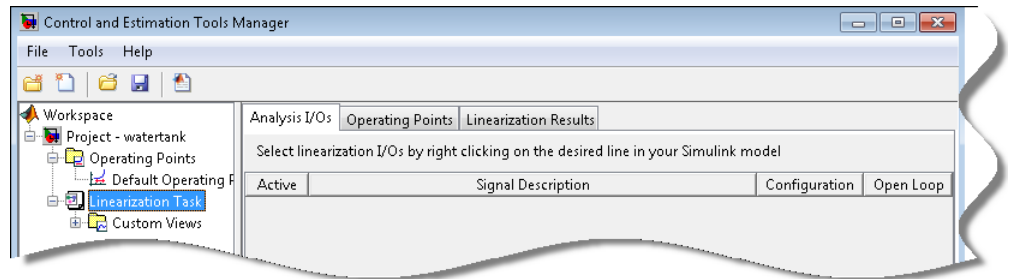 Control and Estimation Tools Manager
File Tools Help
Workspace
Project - watertank
Operating Points
Default Operating P
Linearization Task
Custom Views
Analysis I/Os Operating Points Linearization Results
Select linearization I/Os by right clicking on the desired line in your Simulink model
Active Signal Description Configuration Open Loop